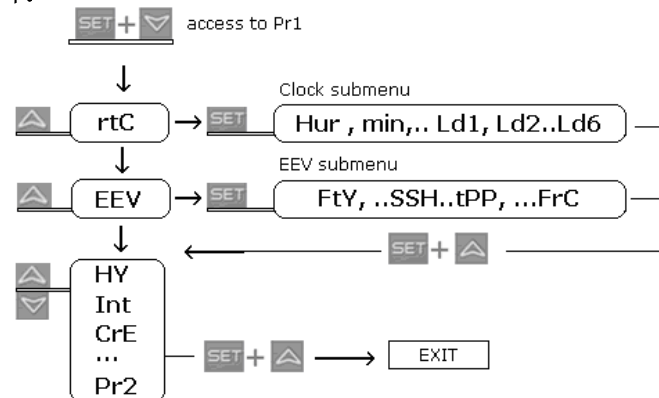 SET + access to Pr1
Clock submenu
rtC SET Hur , min,.. Ld1, Ld2..Ld6
EEV submenu
EEV SET FtY, ..SSH..tPP, ...FrC
SET +
HY
Int
CrE
...
Pr2
SET + EXIT